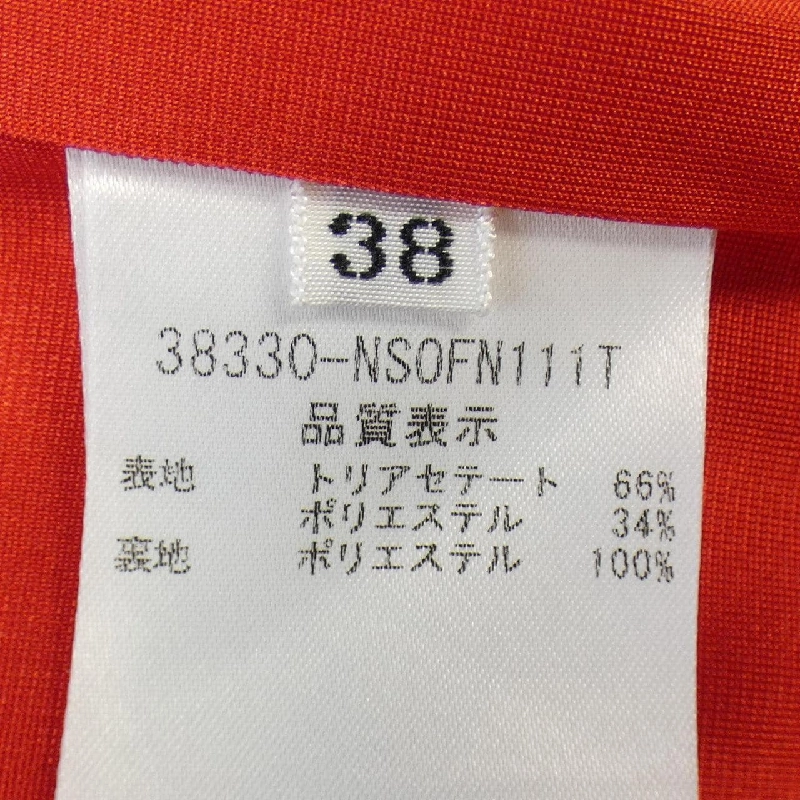 38
38330-NSOFN111T
品質表示
表地 トリアセテート 66%
ポリエステル 34%
裏地 ポリエステル 100%